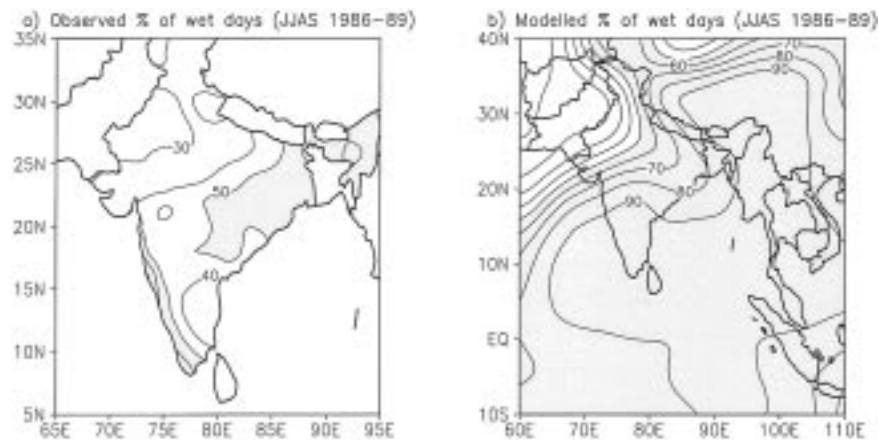 a) Observed % of wet days (JJAS 1986-89)
35N
30N
25N
20N
15N
10N
5N
65E 70E 75E 80E 85E 90E 95E
30
50
40
b) Modelled % of wet days (JJAS 1986-89)
40N
30N
20N
10N
EQ
10S
60E 70E 80E 90E 100E 110E
70
80
60
90
70
80
90